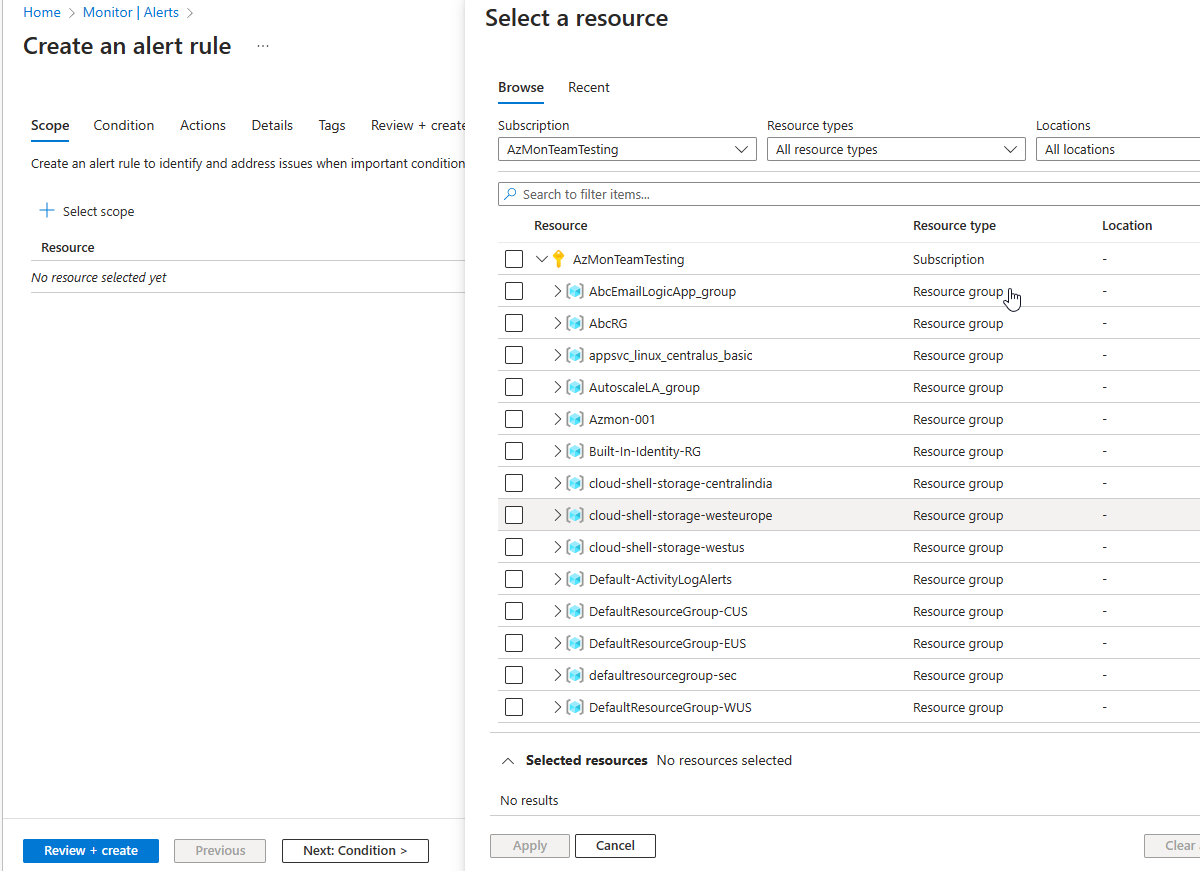 Home > Monitor | Alerts >
Create an alert rule ...
Scope Condition Actions Details Tags Review + create
Create an alert rule to identify and address issues when important condition
+ Select scope
Resource
No resource selected yet
Review + create Previous Next: Condition >
Select a resource
Browse Recent
Subscription Resource types Locations
AzMonTeamTesting All resource types All locations
Search to filter items...
Resource Resource type Location
AzMonTeamTesting Subscription -
AbcEmailLogicApp_group Resource group -
AbcRG Resource group -
appsvc_linux_centralus_basic Resource group -
AutoscaleLA_group Resource group -
Azmon-001 Resource group -
Built-In-Identity-RG Resource group -
cloud-shell-storage-centralindia Resource group -
cloud-shell-storage-westeurope Resource group -
cloud-shell-storage-westus Resource group -
Default-ActivityLogAlerts Resource group -
DefaultResourceGroup-CUS Resource group -
DefaultResourceGroup-EUS Resource group -
defaultresourcegroup-sec Resource group -
DefaultResourceGroup-WUS Resource group -
Selected resources No resources selected
No results
Apply Cancel Clear